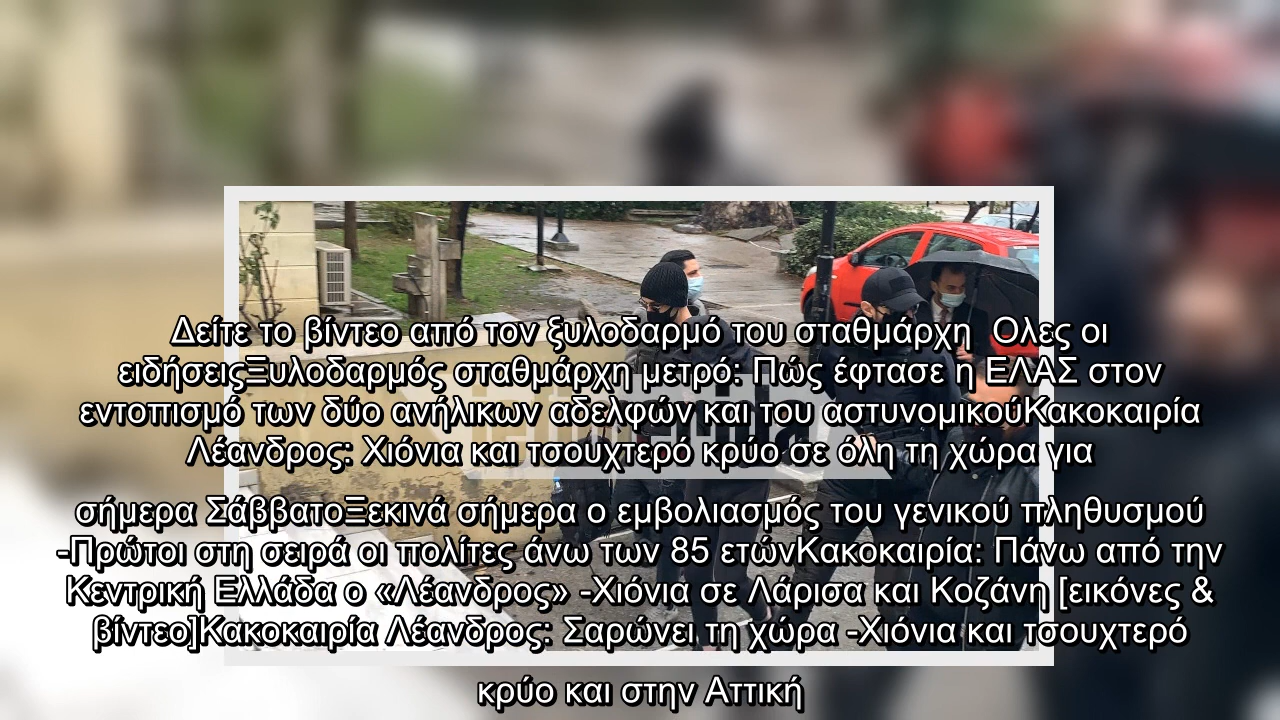 Δείτε το βίντεο από τον ξυλοδαρμό του σταθμάρχη  Ολες οι
ειδήσειςΞυλοδαρμός σταθμάρχη μετρό: Πώς έφτασε η ΕΛΑΣ στον
εντοπισμό των δύο ανήλικων αδελφών και του αστυνομικούΚακοκαιρία
Λέανδρος: Χιόνια και τσουχτερό κρύο σε όλη τη χώρα για
σήμερα ΣάββατοΞεκινά σήμερα ο εμβολιασμός του γενικού πληθυσμού
-Πρώτοι στη σειρά οι πολίτες άνω των 85 ετώνΚακοκαιρία: Πάνω από την
Κεντρική Ελλάδα ο «Λέανδρος» -Χιόνια σε Λάρισα και Κοζάνη [εικόνες &
βίντεο]Κακοκαιρία Λέανδρος: Σαρώνει τη χώρα -Χιόνια και τσουχτερό
κρύο και στην Αττική